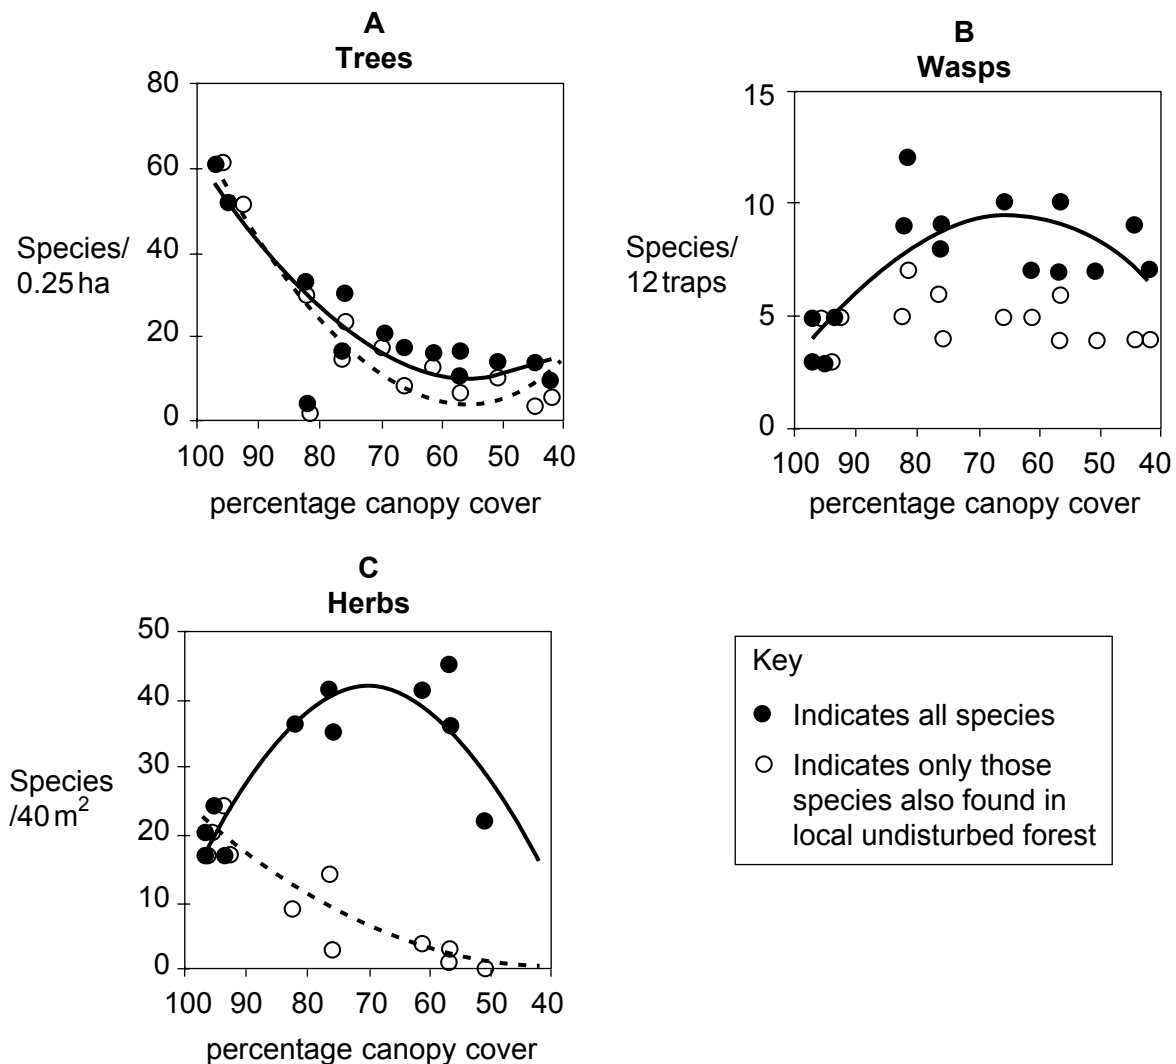 A
Trees
80
60
40
20
0
Species/
0.25 ha
100 90 80 70 60 50 40
percentage canopy cover
B
Wasps
15
10
5
0
Species/
12 traps
100 90 80 70 60 50 40
percentage canopy cover
C
Herbs
50
40
30
20
10
0
Species
/40 m²
100 90 80 70 60 50 40
percentage canopy cover
Key
Indicates all species
Indicates only those
species also found in
local undisturbed forest